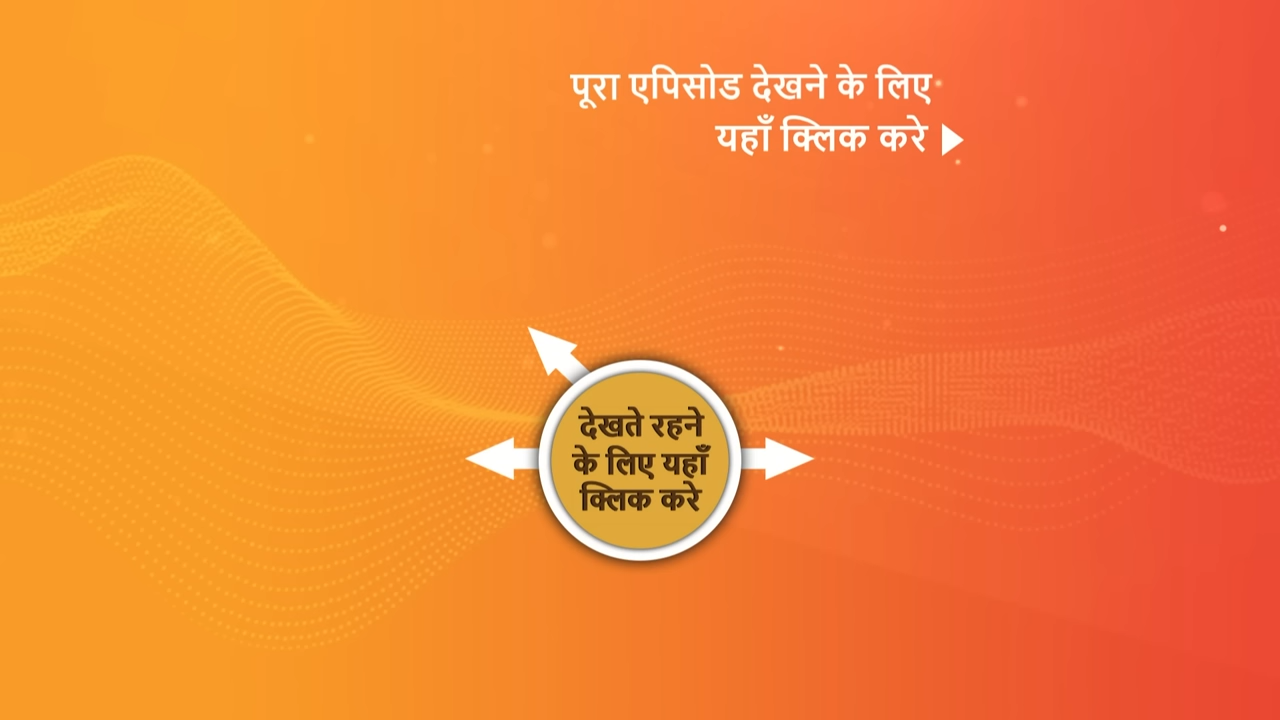 पूरा एपिसोड देखने के लिए
यहाँ क्लिक करे
देखते रहने
के लिए यहाँ
क्लिक करे